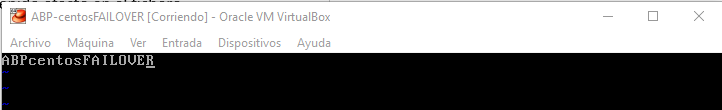 ABP-centosFAILOVER [Corriendo] - Oracle VM VirtualBox
Archivo Máquina Ver Entrada Dispositivos Ayuda
ABPcentosFAILOVER
~
~
~